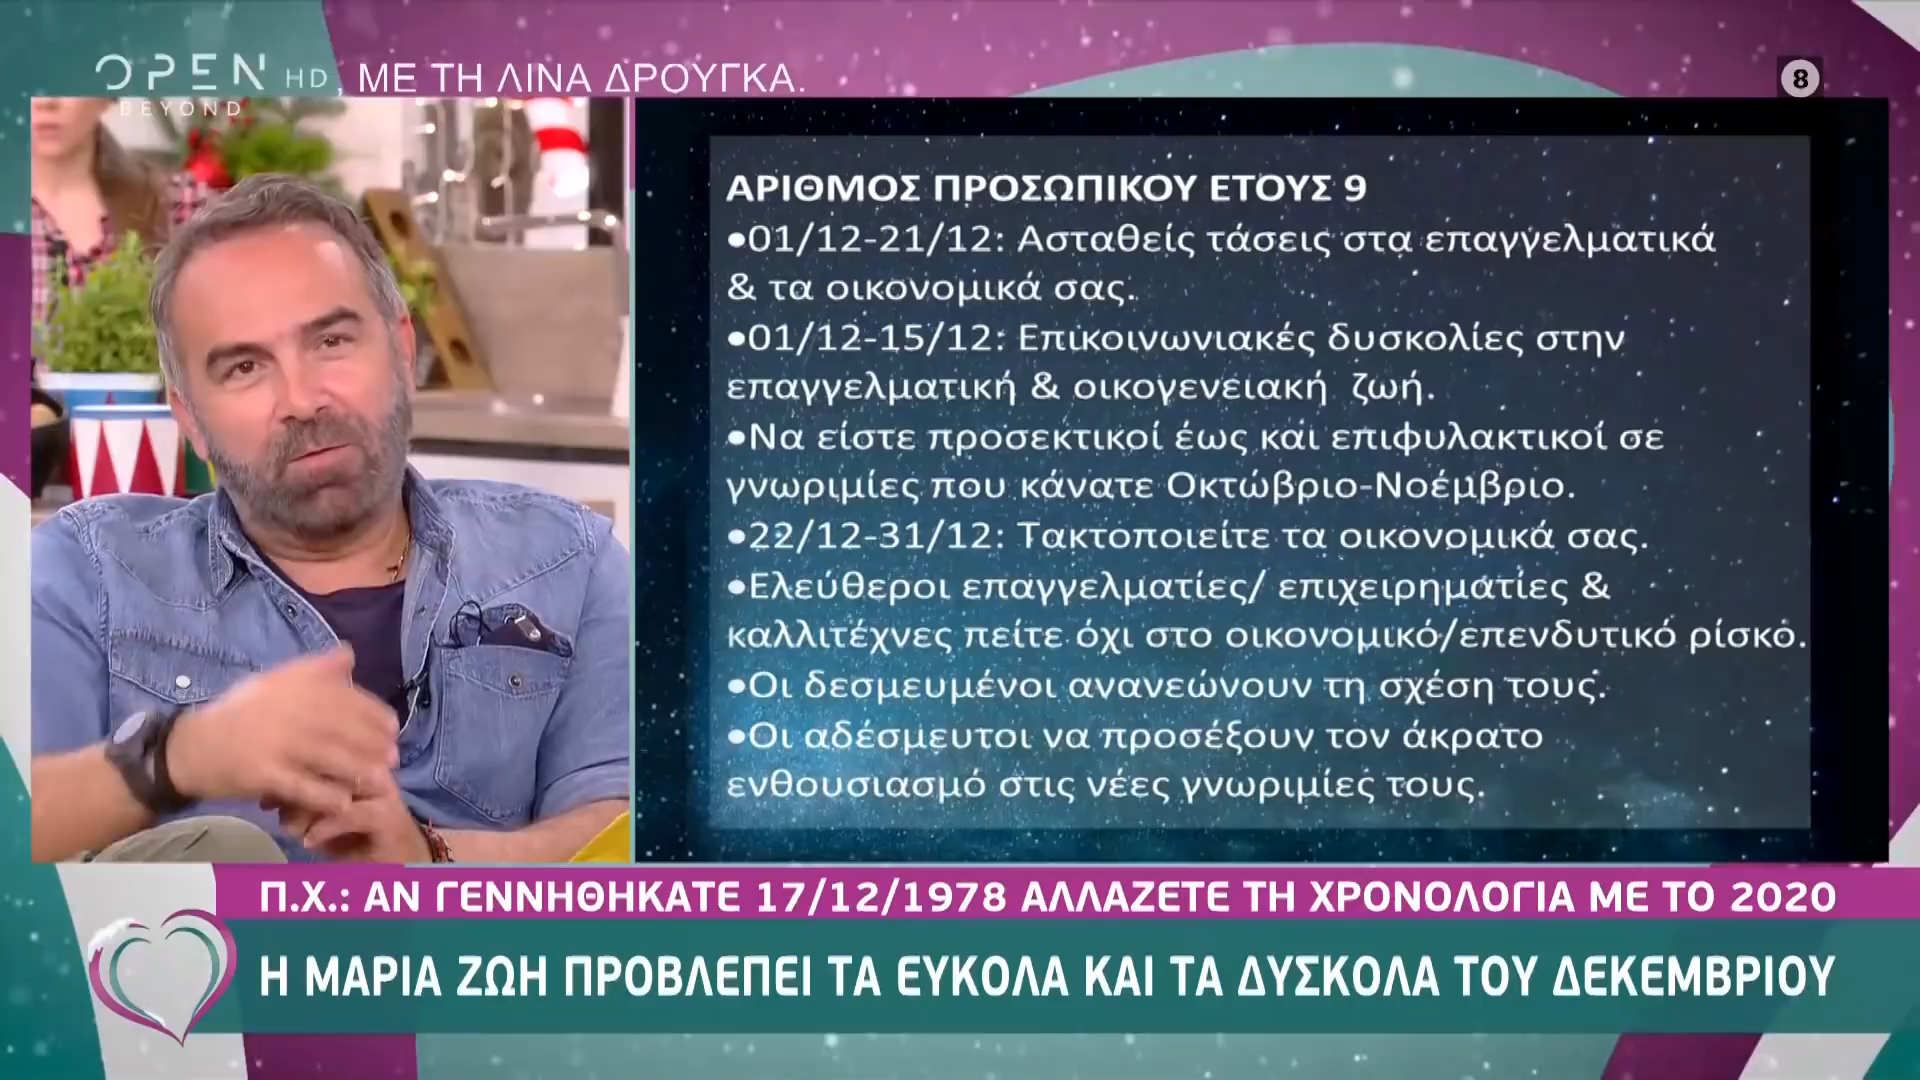 OPEN HD, ΜΕ ΤΗ ΛΙΝΑ ΔΡΟΥΓΚΑ.
BEYOND
8
ΑΡΙΘΜΟΣ ΠΡΟΣΩΠΙΚΟΥ ΕΤΟΥΣ 9
•01/12-21/12: Ασταθείς τάσεις στα επαγγελματικά
& τα οικονομικά σας.
•01/12-15/12: Επικοινωνιακές δυσκολίες στην
επαγγελματική & οικογενειακή ζωή.
•Να είστε προσεκτικοί έως και επιφυλακτικοί σε
γνωριμίες που κάνατε Οκτώβριο-Νοέμβριο.
•22/12-31/12: Τακτοποιείτε τα οικονομικά σας.
•Ελεύθεροι επαγγελματίες/ επιχειρηματίες &
καλλιτέχνες πείτε όχι στο οικονομικό/επενδυτικό ρίσκο.
•Οι δεσμευμένοι ανανεώνουν τη σχέση τους.
•Οι αδέσμευτοι να προσέξουν τον άκρατο
ενθουσιασμό στις νέες γνωριμίες τους.
Π.Χ.: ΑΝ ΓΕΝΝΗΘΗΚΑΤΕ 17/12/1978 ΑΛΛΑΖΕΤΕ ΤΗ ΧΡΟΝΟΛΟΓΙΑ ΜΕ ΤΟ 2020
Η ΜΑΡΙΑ ΖΩΗ ΠΡΟΒΛΕΠΕΙ ΤΑ ΕΥΚΟΛΑ ΚΑΙ ΤΑ ΔΥΣΚΟΛΑ ΤΟΥ ΔΕΚΕΜΒΡΙΟΥ